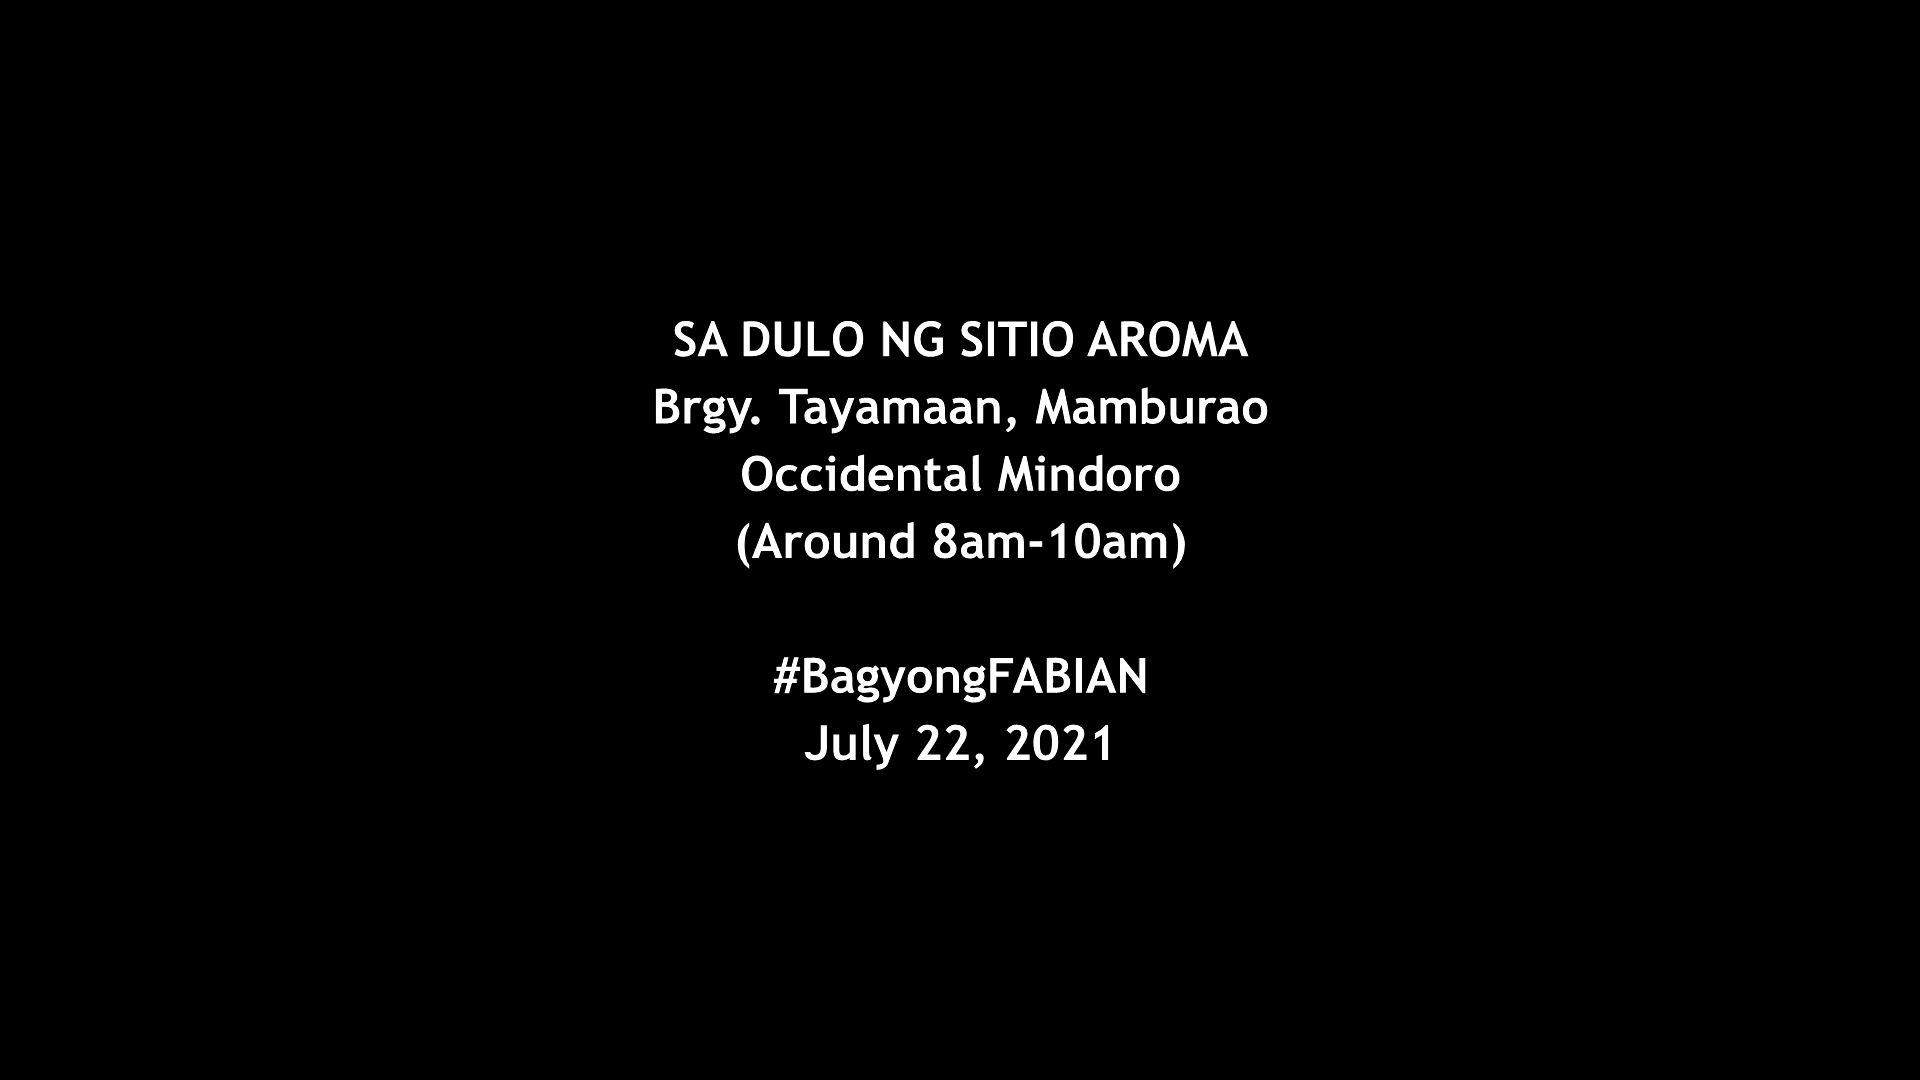 SA DULO NG SITIO AROMA
Brgy. Tayamaan, Mamburao
Occidental Mindoro
(Around 8am-10am)
#BagyongFABIAN
July 22, 2021